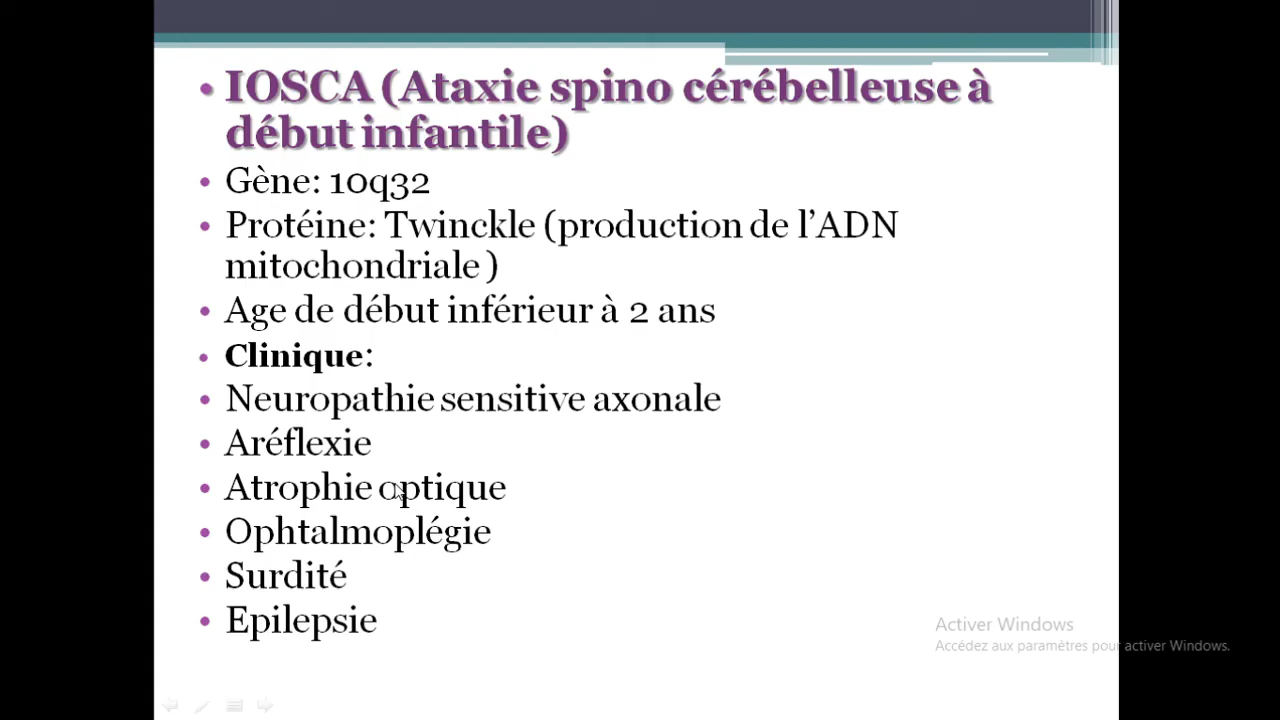 • IOSCA (Ataxie spino cérébelleuse à
début infantile)
• Gène: 10q32
• Protéine: Twinckle (production de l’ADN
mitochondriale )
• Age de début inférieur à 2 ans
• Clinique:
• Neuropathie sensitive axonale
• Aréflexie
• Atrophie optique
• Ophtalmoplégie
• Surdité
• Epilepsie
Activer Windows
Accédez aux paramètres pour activer Windows.